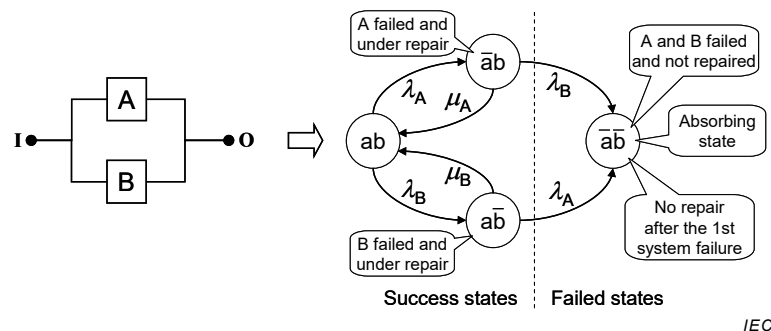 A failed and
under repair
āb
A and B failed
and not repaired
A
λA
μA
λB
I
O
ab
āb̄
Absorbing
state
B
λB
μB
λA
ab̄
No repair
after the 1st
system failure
B failed and
under repair
Success states
Failed states
IEC